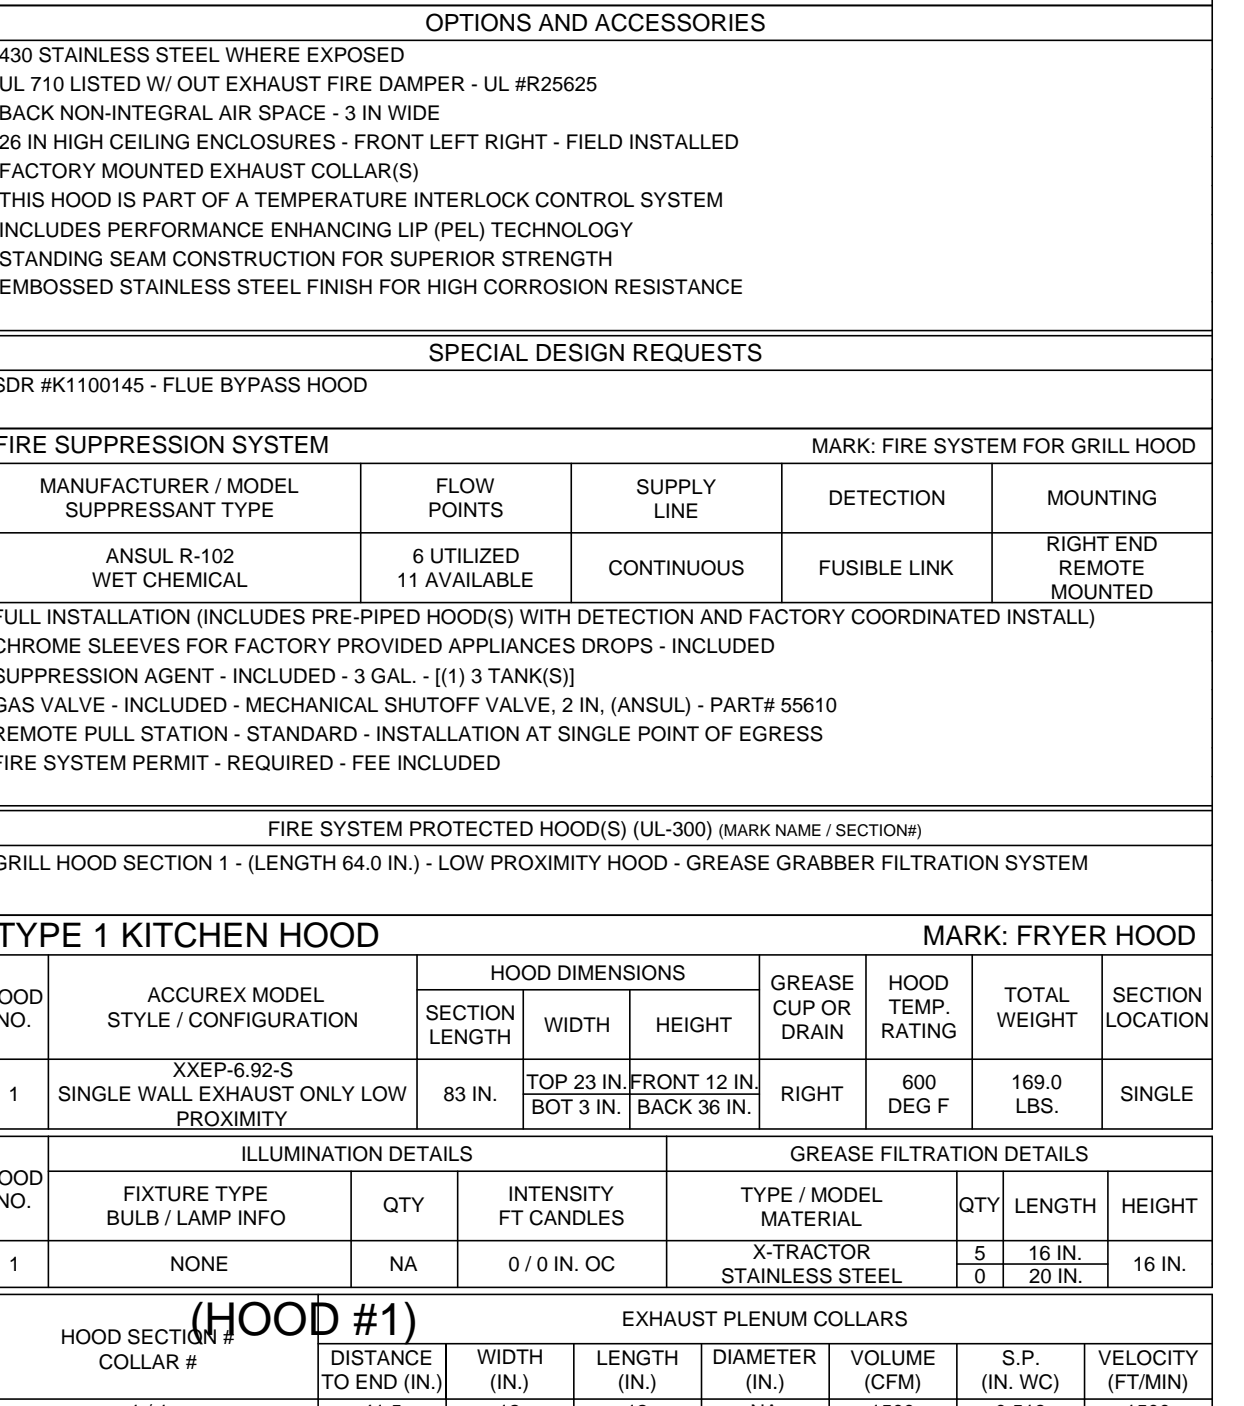 OPTIONS AND ACCESSORIES
430 STAINLESS STEEL WHERE EXPOSED
UL 710 LISTED W/ OUT EXHAUST FIRE DAMPER - UL #R25625
BACK NON-INTEGRAL AIR SPACE - 3 IN WIDE
26 IN HIGH CEILING ENCLOSURES - FRONT LEFT RIGHT - FIELD INSTALLED
FACTORY MOUNTED EXHAUST COLLAR(S)
THIS HOOD IS PART OF A TEMPERATURE INTERLOCK CONTROL SYSTEM
INCLUDES PERFORMANCE ENHANCING LIP (PEL) TECHNOLOGY
STANDING SEAM CONSTRUCTION FOR SUPERIOR STRENGTH
EMBOSSED STAINLESS STEEL FINISH FOR HIGH CORROSION RESISTANCE
SPECIAL DESIGN REQUESTS
SDR #K1100145 - FLUE BYPASS HOOD
FIRE SUPPRESSION SYSTEM MARK: FIRE SYSTEM FOR GRILL HOOD
MANUFACTURER / MODEL
SUPPRESSANT TYPE
FLOW
POINTS
SUPPLY
LINE
DETECTION
MOUNTING
ANSUL R-102
WET CHEMICAL
6 UTILIZED
11 AVAILABLE
CONTINUOUS
FUSIBLE LINK
RIGHT END
REMOTE
MOUNTED
FULL INSTALLATION (INCLUDES PRE-PIPED HOOD(S) WITH DETECTION AND FACTORY COORDINATED INSTALL)
CHROME SLEEVES FOR FACTORY PROVIDED APPLIANCES DROPS - INCLUDED
SUPPRESSION AGENT - INCLUDED - 3 GAL. - [(1) 3 TANK(S)]
GAS VALVE - INCLUDED - MECHANICAL SHUTOFF VALVE, 2 IN, (ANSUL) - PART# 55610
REMOTE PULL STATION - STANDARD - INSTALLATION AT SINGLE POINT OF EGRESS
FIRE SYSTEM PERMIT - REQUIRED - FEE INCLUDED
FIRE SYSTEM PROTECTED HOOD(S) (UL-300) (MARK NAME / SECTION#)
GRILL HOOD SECTION 1 - (LENGTH 64.0 IN.) - LOW PROXIMITY HOOD - GREASE GRABBER FILTRATION SYSTEM
TYPE 1 KITCHEN HOOD MARK: FRYER HOOD
OOD
NO.
ACCUREX MODEL
STYLE / CONFIGURATION
HOOD DIMENSIONS
SECTION
LENGTH
WIDTH
HEIGHT
GREASE
CUP OR
DRAIN
HOOD
TEMP.
RATING
TOTAL
WEIGHT
SECTION
LOCATION
1
XXEP-6.92-S
SINGLE WALL EXHAUST ONLY LOW
PROXIMITY
83 IN.
TOP 23 IN.
BOT 3 IN.
FRONT 12 IN.
BACK 36 IN.
RIGHT
600
DEG F
169.0
LBS.
SINGLE
OOD
NO.
ILLUMINATION DETAILS
GREASE FILTRATION DETAILS
FIXTURE TYPE
BULB / LAMP INFO
QTY
INTENSITY
FT CANDLES
TYPE / MODEL
MATERIAL
QTY
LENGTH
HEIGHT
1
NONE
NA
0 / 0 IN. OC
X-TRACTOR
STAINLESS STEEL
5
0
16 IN.
20 IN.
16 IN.
(HOOD #1)
HOOD SECTION #
COLLAR #
EXHAUST PLENUM COLLARS
DISTANCE
TO END (IN.)
WIDTH
(IN.)
LENGTH
(IN.)
DIAMETER
(IN.)
VOLUME
(CFM)
S.P.
(IN. WC)
VELOCITY
(FT/MIN)